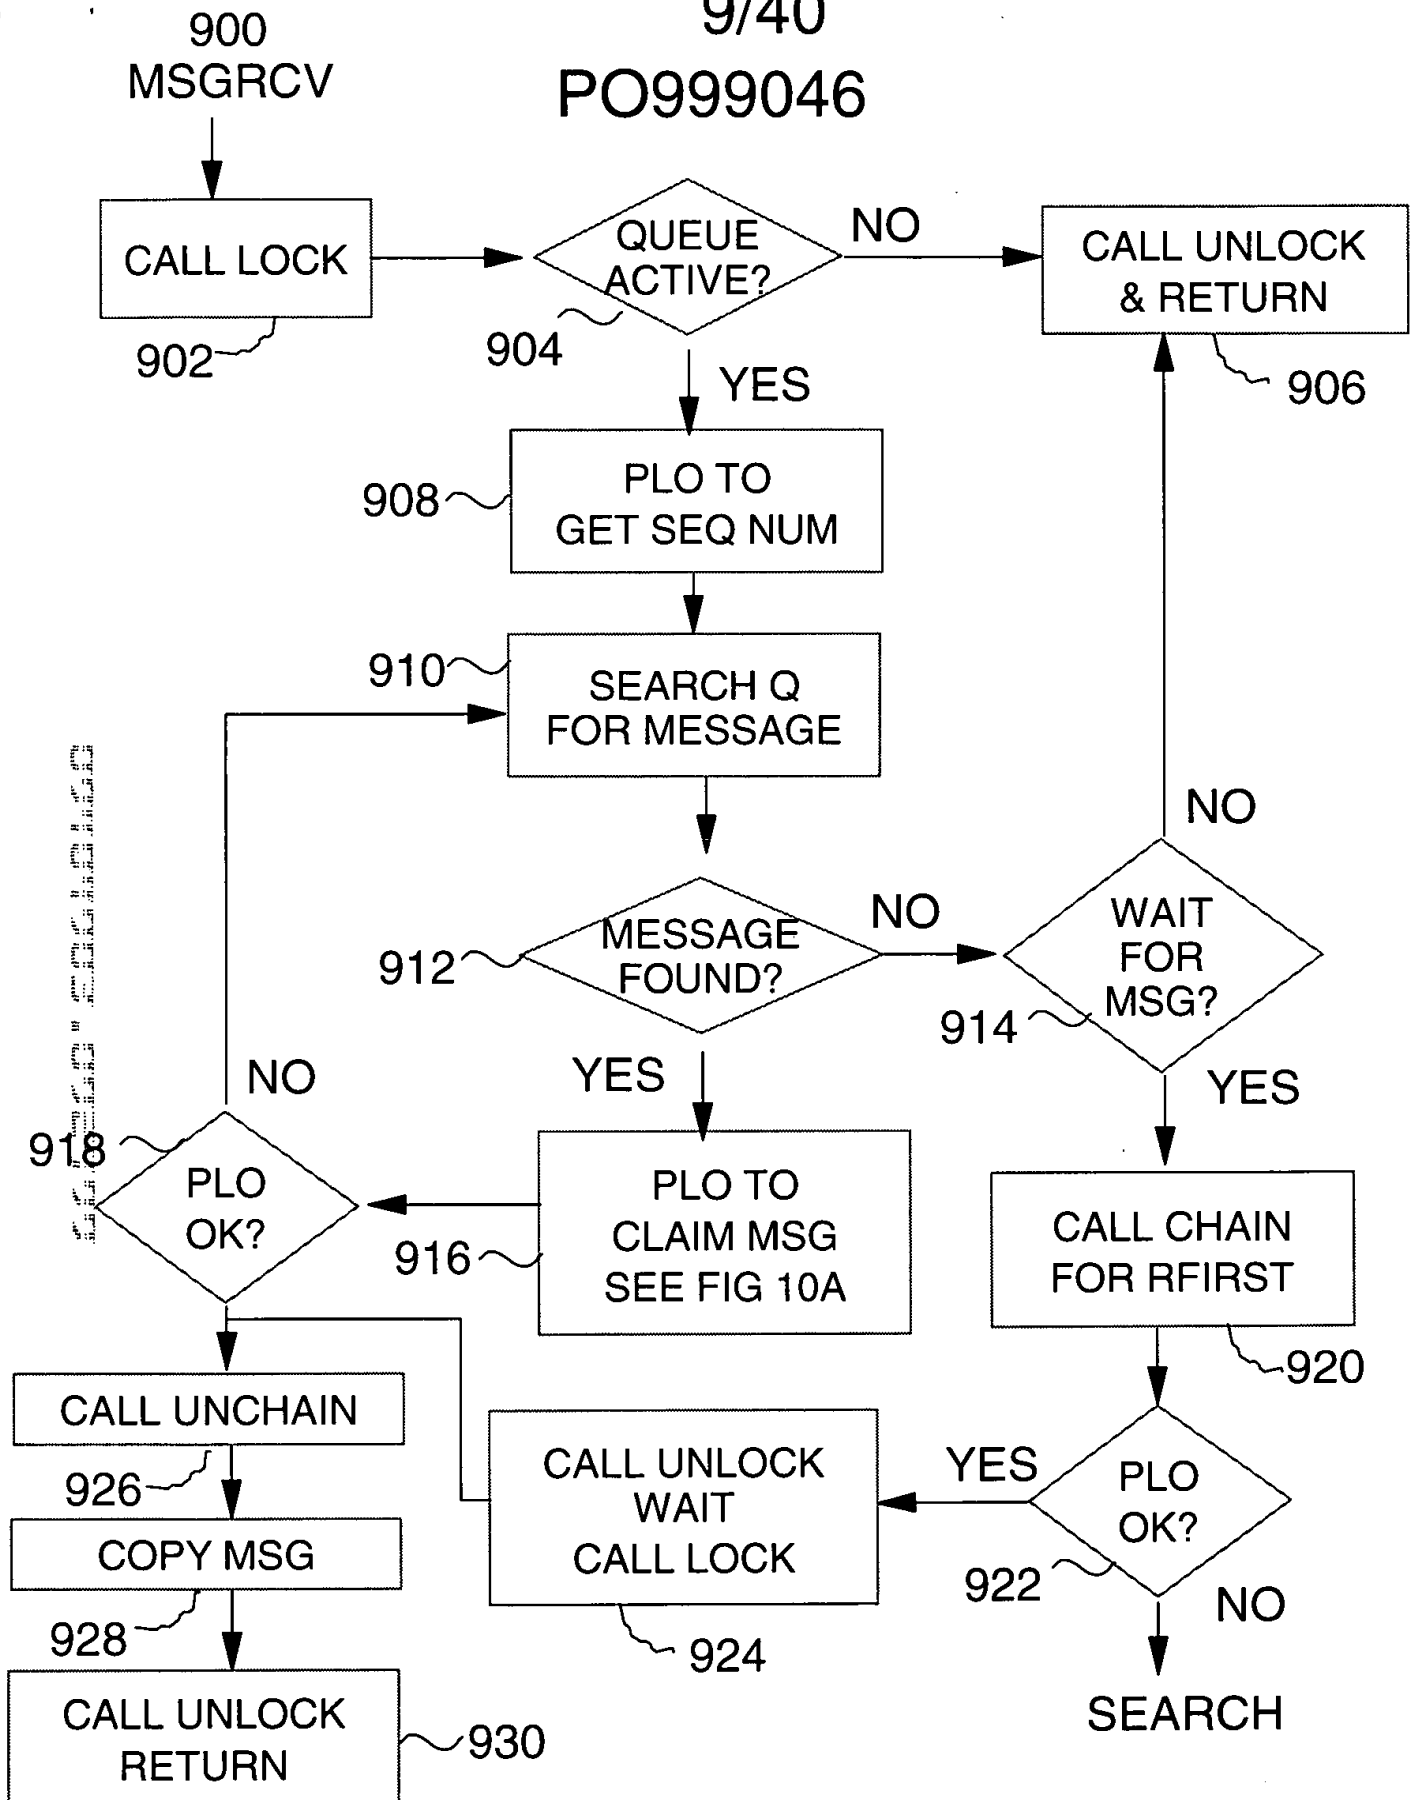 9/40
PO999046
900
MSGRCV
CALL LOCK
902
QUEUE
ACTIVE?
904
NO
CALL UNLOCK
& RETURN
906
YES
PLO TO
GET SEQ NUM
908
SEARCH Q
FOR MESSAGE
910
MESSAGE
FOUND?
912
NO
WAIT
FOR
MSG?
914
NO
YES
YES
PLO TO
CLAIM MSG
SEE FIG 10A
916
NO
918
PLO
OK?
CALL CHAIN
FOR RFIRST
920
PLO
OK?
922
YES
NO
SEARCH
CALL UNLOCK
WAIT
CALL LOCK
924
CALL UNCHAIN
926
COPY MSG
928
CALL UNLOCK
RETURN
930